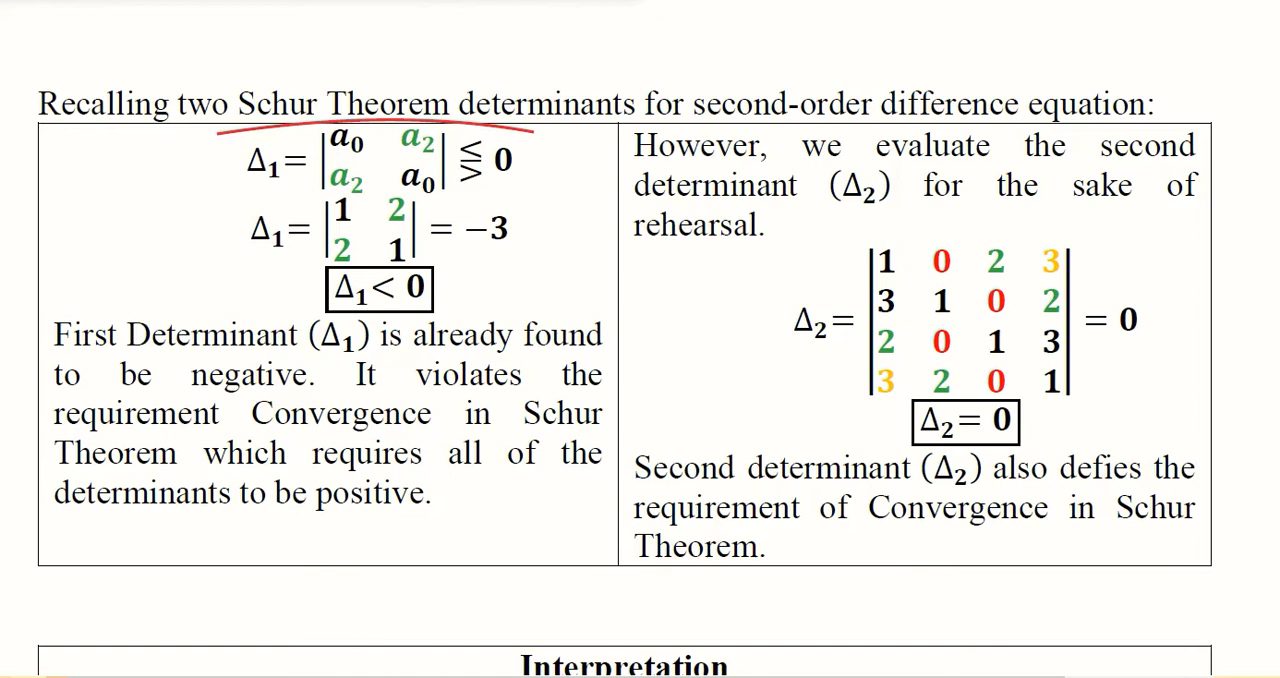 Recalling two Schur Theorem determinants for second-order difference equation:
Δ₁= |a₀ a₂| ⋚ 0
|a₂ a₀|
Δ₁= |1 2| = −3
|2 1|
Δ₁< 0
First Determinant (Δ₁) is already found
to be negative. It violates the
requirement Convergence in Schur
Theorem which requires all of the
determinants to be positive.
However, we evaluate the second
determinant (Δ₂) for the sake of
rehearsal.
|1 0 2 3|
|3 1 0 2|
Δ₂= = 0
|2 0 1 3|
|3 2 0 1|
Δ₂= 0
Second determinant (Δ₂) also defies the
requirement of Convergence in Schur
Theorem.
Interpretation